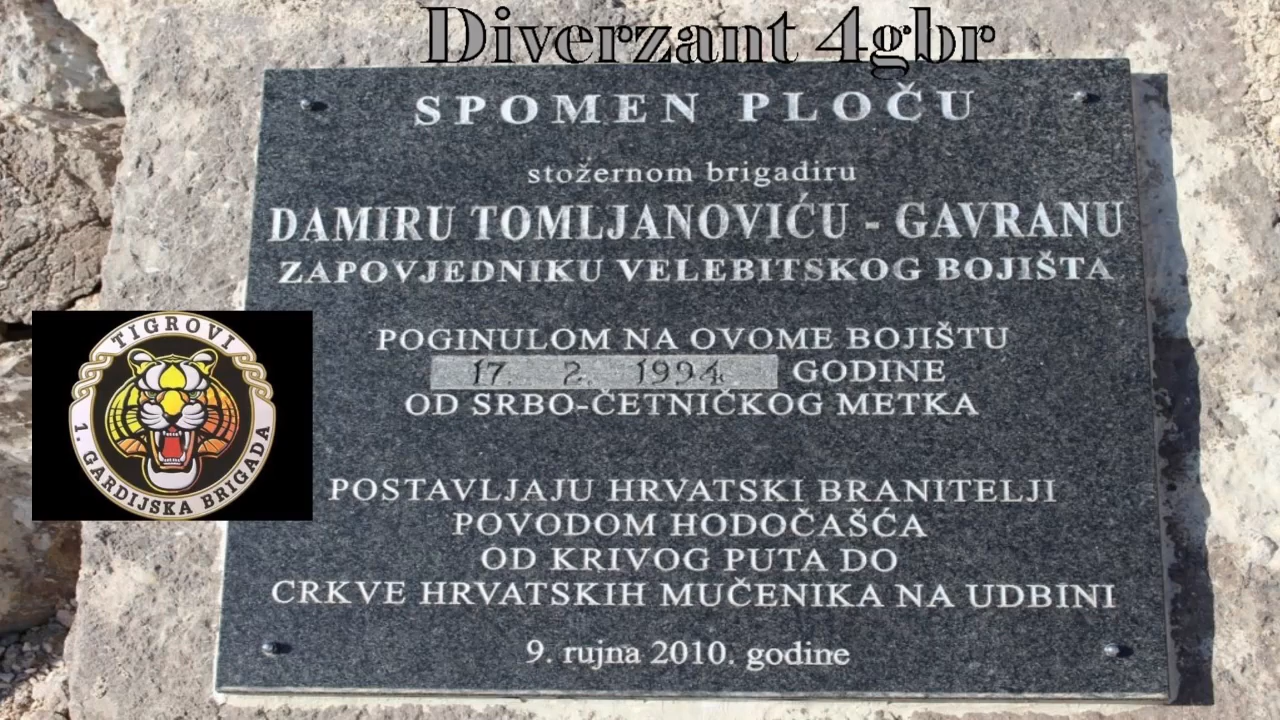 Diverzant 4gbr
SPOMEN PLOČU
stožernom brigadiru
DAMIRU TOMLJANOVIĆU - GAVRANU
ZAPOVJEDNIKU VELEBITSKOG BOJIŠTA
POGINULOM NA OVOME BOJIŠTU
17. 2. 1994. GODINE
OD SRBO-ČETNIČKOG METKA
TIGROVI
1. GARDIJSKA BRIGADA
POSTAVLJAJU HRVATSKI BRANITELJI
POVODOM HODOČAŠĆA
OD KRIVOG PUTA DO
CRKVE HRVATSKIH MUČENIKA NA UDBINI
9. rujna 2010. godine